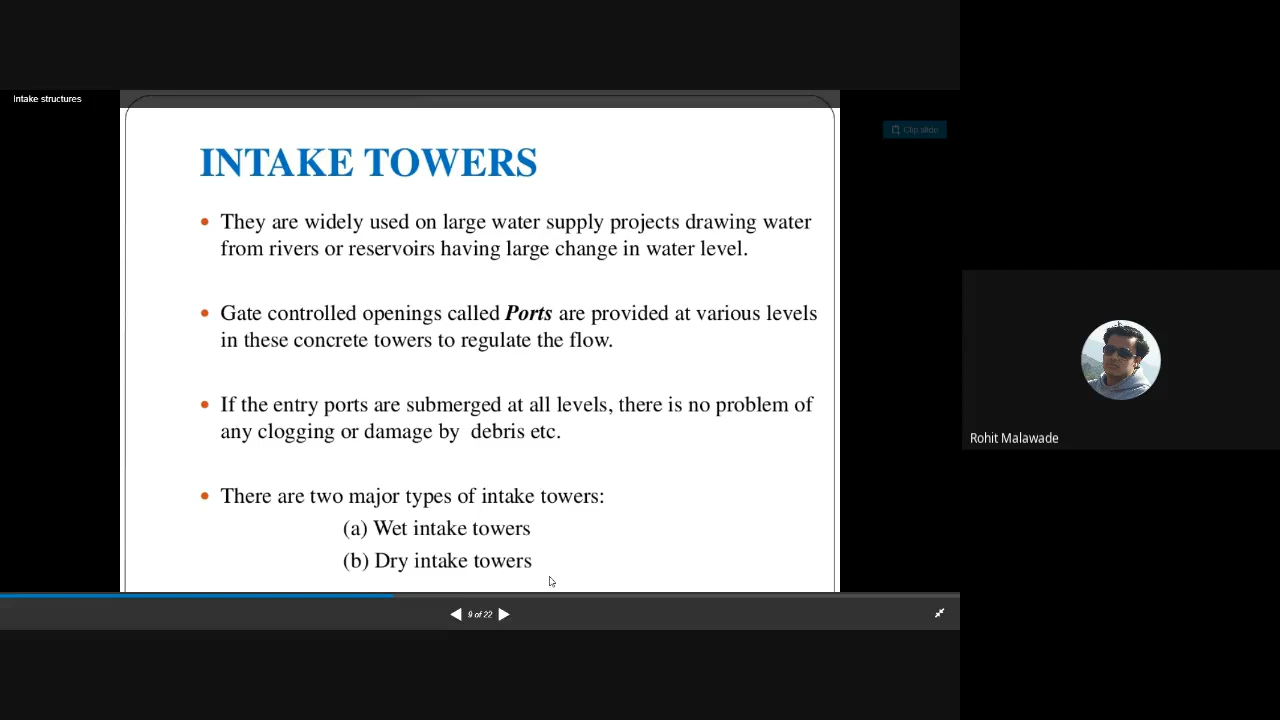 Intake structures
Clip slide
INTAKE TOWERS
• They are widely used on large water supply projects drawing water
from rivers or reservoirs having large change in water level.
• Gate controlled openings called Ports are provided at various levels
in these concrete towers to regulate the flow.
• If the entry ports are submerged at all levels, there is no problem of
any clogging or damage by debris etc.
• There are two major types of intake towers:
(a) Wet intake towers
(b) Dry intake towers
9 of 22
Rohit Malawade